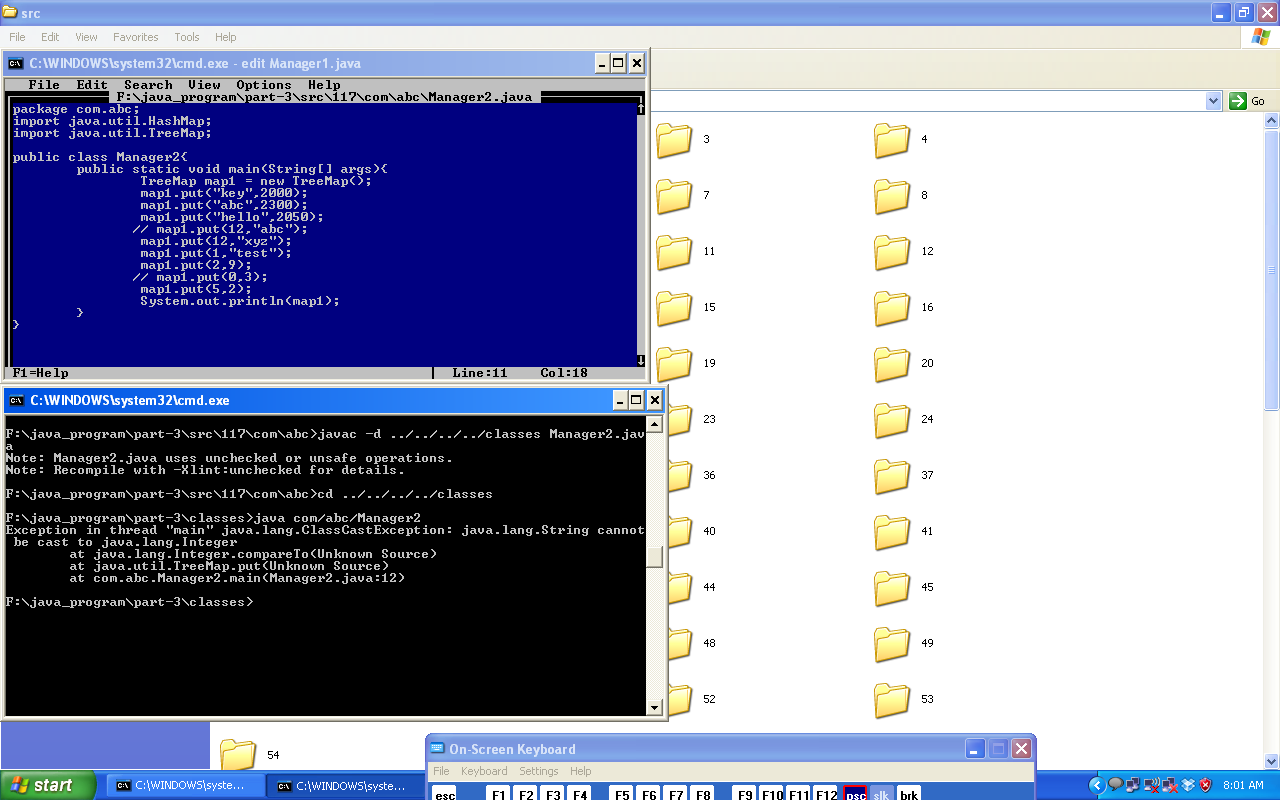 src
File Edit View Favorites Tools Help
C:\WINDOWS\system32\cmd.exe - edit Manager1.java
File Edit Search View Options Help
F:\java_program\part-3\src\117\com\abc\Manager2.java
package com.abc;
import java.util.HashMap;
import java.util.TreeMap;
public class Manager2{
public static void main(String[] args){
TreeMap map1 = new TreeMap();
map1.put("key",2000);
map1.put("abc",2300);
map1.put("hello",2050);
// map1.put(12,"abc");
map1.put(12,"xyz");
map1.put(1,"test");
map1.put(2,9);
// map1.put(0,3);
map1.put(5,2);
System.out.println(map1);
}
}
F1=Help Line:11 Col:18
C:\WINDOWS\system32\cmd.exe
F:\java_program\part-3\src\117\com\abc>javac -d ../../../../classes Manager2.jav
a
Note: Manager2.java uses unchecked or unsafe operations.
Note: Recompile with -Xlint:unchecked for details.
F:\java_program\part-3\src\117\com\abc>cd ../../../../classes
F:\java_program\part-3\classes>java com/abc/Manager2
Exception in thread "main" java.lang.ClassCastException: java.lang.String cannot
be cast to java.lang.Integer
at java.lang.Integer.compareTo(Unknown Source)
at java.util.TreeMap.put(Unknown Source)
at com.abc.Manager2.main(Manager2.java:12)
F:\java_program\part-3\classes>
Go
3 4
7 8
11 12
15 16
19 20
23 24
36 37
40 41
44 45
48 49
52 53
54
On-Screen Keyboard
File Keyboard Settings Help
esc F1 F2 F3 F4 F5 F6 F7 F8 F9 F10 F11 F12 psc slk brk
start C:\WINDOWS\syste... C:\WINDOWS\syste... 8:01 AM